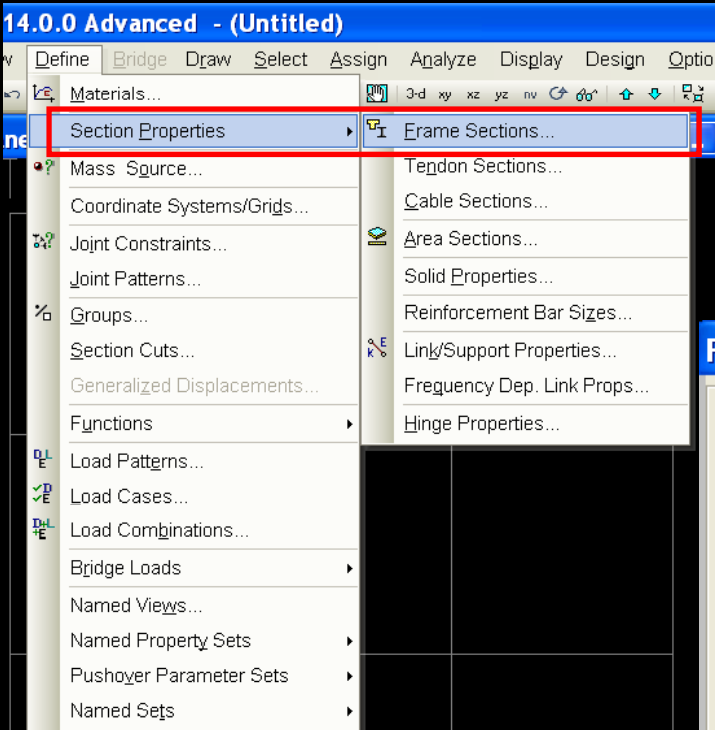 14.0.0 Advanced - (Untitled)
w Define Bridge Draw Select Assign Analyze Display Design Optio
Materials...
3-d xy xz yz nv
Section Properties
Frame Sections...
ne
Mass Source...
Tendon Sections...
Coordinate Systems/Grids...
Cable Sections...
Joint Constraints...
Area Sections...
Joint Patterns...
Solid Properties...
Groups...
Reinforcement Bar Sizes...
Section Cuts...
Link/Support Properties...
Generalized Displacements...
Frequency Dep. Link Props...
Functions
Hinge Properties...
Load Patterns...
Load Cases...
Load Combinations...
Bridge Loads
Named Views...
Named Property Sets
Pushover Parameter Sets
Named Sets